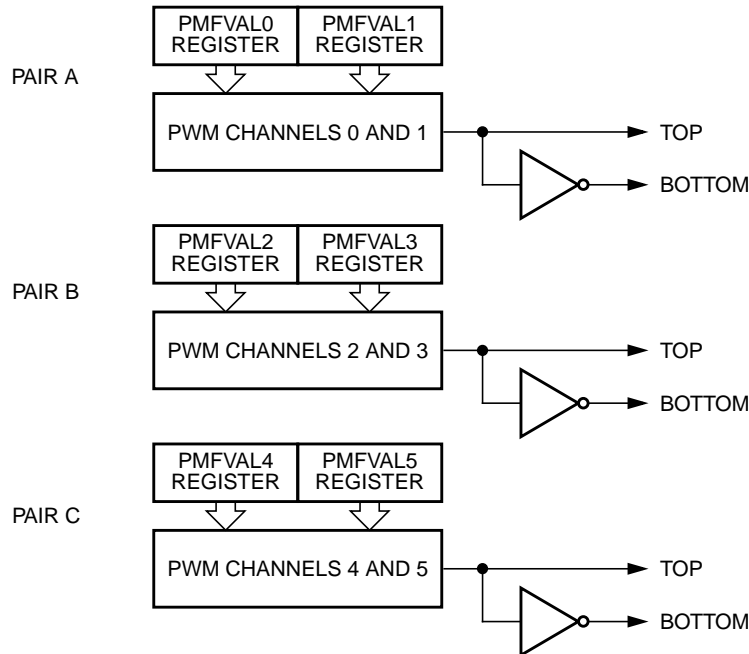 PMFVAL0 REGISTER
PMFVAL1 REGISTER
PAIR A
PWM CHANNELS 0 AND 1
TOP
BOTTOM
PMFVAL2 REGISTER
PMFVAL3 REGISTER
PAIR B
PWM CHANNELS 2 AND 3
TOP
BOTTOM
PMFVAL4 REGISTER
PMFVAL5 REGISTER
PAIR C
PWM CHANNELS 4 AND 5
TOP
BOTTOM